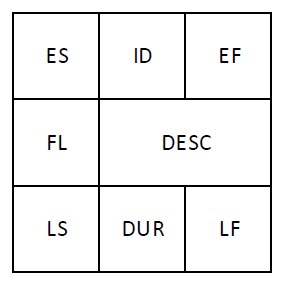 ES ID EF
FL DESC
LS DUR LF